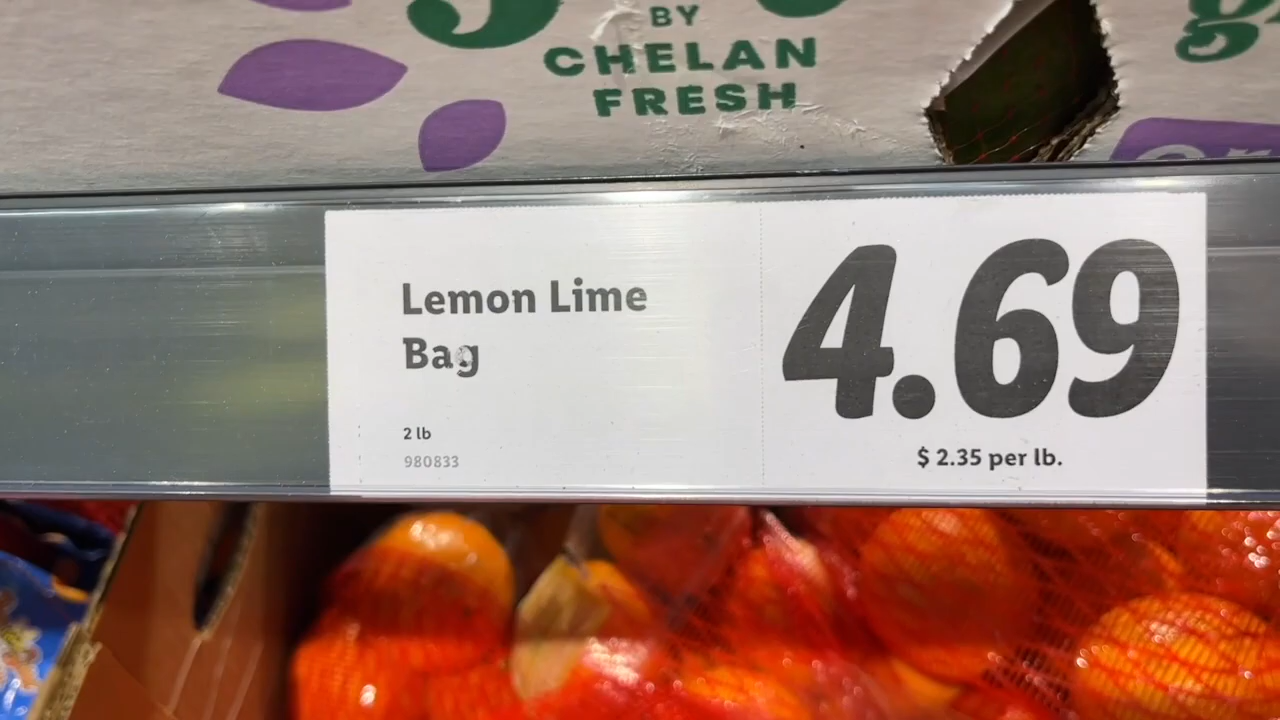 BY
CHELAN
FRESH
Lemon Lime
Bag
2 lb
980833
4.69
$ 2.35 per lb.